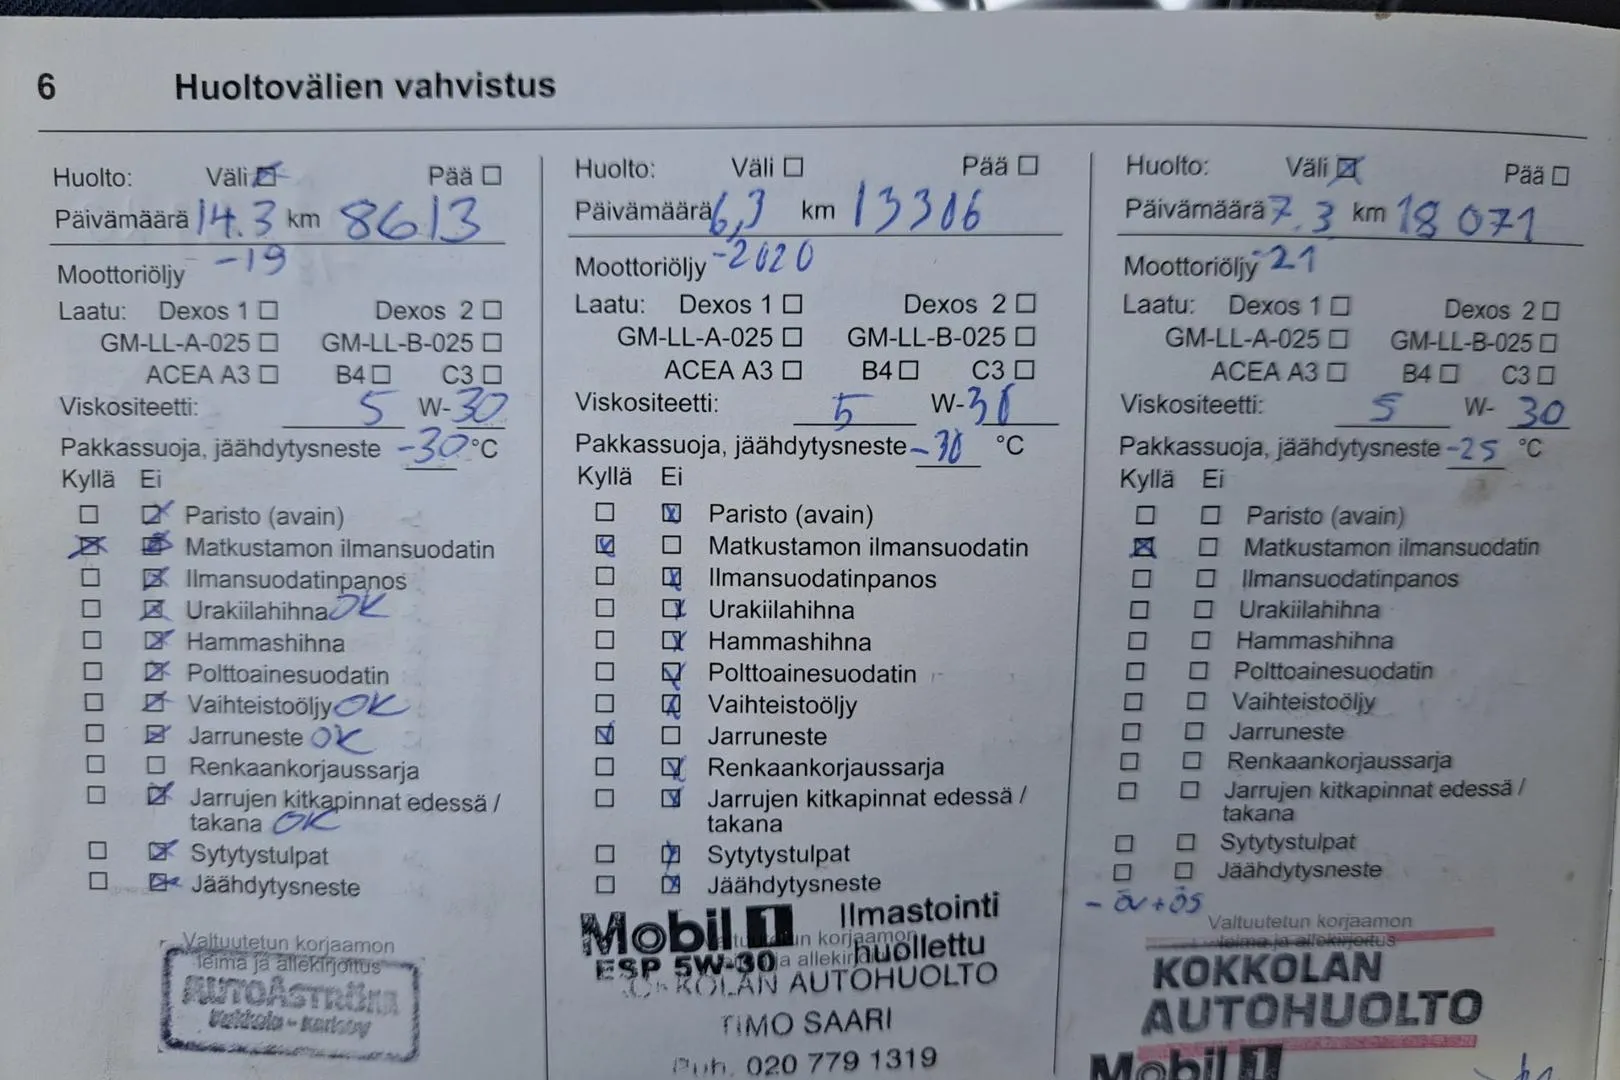 6 Huoltovälien vahvistus
Huolto: Väli ☒ Pää ☐
Päivämäärä 14.3 km 8613
-19
Moottoriöljy
Laatu: Dexos 1 ☐ Dexos 2 ☐
GM-LL-A-025 ☐ GM-LL-B-025 ☐
ACEA A3 ☐ B4 ☐ C3 ☐
Viskositeetti: 5 W-30
Pakkassuoja, jäähdytysneste -30 °C
Kyllä Ei
☐ ☒ Paristo (avain)
☒ ☒ Matkustamon ilmansuodatin
☐ ☒ Ilmansuodatinpanos
☐ ☒ Urakiilahihna OK
☐ ☒ Hammashihna
☐ ☒ Polttoainesuodatin
☐ ☒ Vaihteistoöljy OK
☐ ☒ Jarruneste OK
☐ ☐ Renkaankorjaussarja
☐ ☒ Jarrujen kitkapinnat edessä /
takana OK
☐ ☒ Sytytystulpat
☐ ☒ Jäähdytysneste
Valtuutetun korjaamon
leima ja allekirjoitus
Huolto: Väli ☐ Pää ☐
Päivämäärä 6,3 km 13306
-2020
Moottoriöljy
Laatu: Dexos 1 ☐ Dexos 2 ☐
GM-LL-A-025 ☐ GM-LL-B-025 ☐
ACEA A3 ☐ B4 ☐ C3 ☐
Viskositeetti: 5 W-30
Pakkassuoja, jäähdytysneste -30 °C
Kyllä Ei
☐ ☒ Paristo (avain)
☒ ☐ Matkustamon ilmansuodatin
☐ ☒ Ilmansuodatinpanos
☐ ☒ Urakiilahihna
☐ ☒ Hammashihna
☐ ☒ Polttoainesuodatin
☐ ☒ Vaihteistoöljy
☒ ☐ Jarruneste
☐ ☒ Renkaankorjaussarja
☐ ☒ Jarrujen kitkapinnat edessä /
takana
☐ ☒ Sytytystulpat
☐ ☒ Jäähdytysneste
Mobil 1 Ilmastointi
huollettu
ESP 5W-30
KOLAN AUTOHUOLTO
TIMO SAARI
Puh. 020 779 1319
Huolto: Väli ☒ Pää ☐
Päivämäärä 7.3 km 18 071
-21
Moottoriöljy
Laatu: Dexos 1 ☐ Dexos 2 ☐
GM-LL-A-025 ☐ GM-LL-B-025 ☐
ACEA A3 ☐ B4 ☐ C3 ☐
Viskositeetti: 5 W- 30
Pakkassuoja, jäähdytysneste -25 °C
Kyllä Ei
☐ ☐ Paristo (avain)
☒ ☐ Matkustamon ilmansuodatin
☐ ☐ Ilmansuodatinpanos
☐ ☐ Urakiilahihna
☐ ☐ Hammashihna
☐ ☐ Polttoainesuodatin
☐ ☐ Vaihteistoöljy
☐ ☐ Jarruneste
☐ ☐ Renkaankorjaussarja
☐ ☐ Jarrujen kitkapinnat edessä /
takana
☐ ☐ Sytytystulpat
☐ ☐ Jäähdytysneste
- öv + ös
Valtuutetun korjaamon
leima ja allekirjoitus
KOKKOLAN
AUTOHUOLTO
Mobil 1